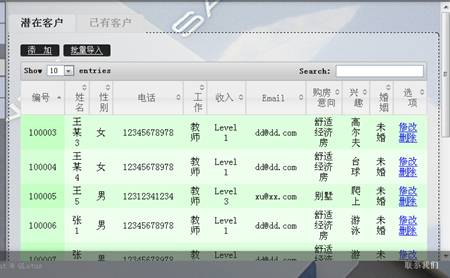 潜在客户 已有客户
添 加 批量导入
Show 10 entries Search:
编号 姓名 性别 电话 工作 收入 Email 购房意向 兴趣 婚姻 选项
100003 王某3 女 12345678978 教师 Level 1 dd@dd.com 舒适经济房 高尔夫 未婚 修改 删除
100004 王某4 女 12345678978 教师 Level 1 dd@dd.com 舒适经济房 台球 未婚 修改 删除
100005 王5 男 12312341234 教师 Level 3 xu@xx.com 别墅 爬上 未婚 修改 删除
100006 张1 男 12345678978 教师 Level 1 dd@dd.com 舒适经济房 游泳 未婚 修改 删除
100007 张 男 12345678978 教师 Level dd@dd.com 舒适经济房 游 未婚 修改
联示我们